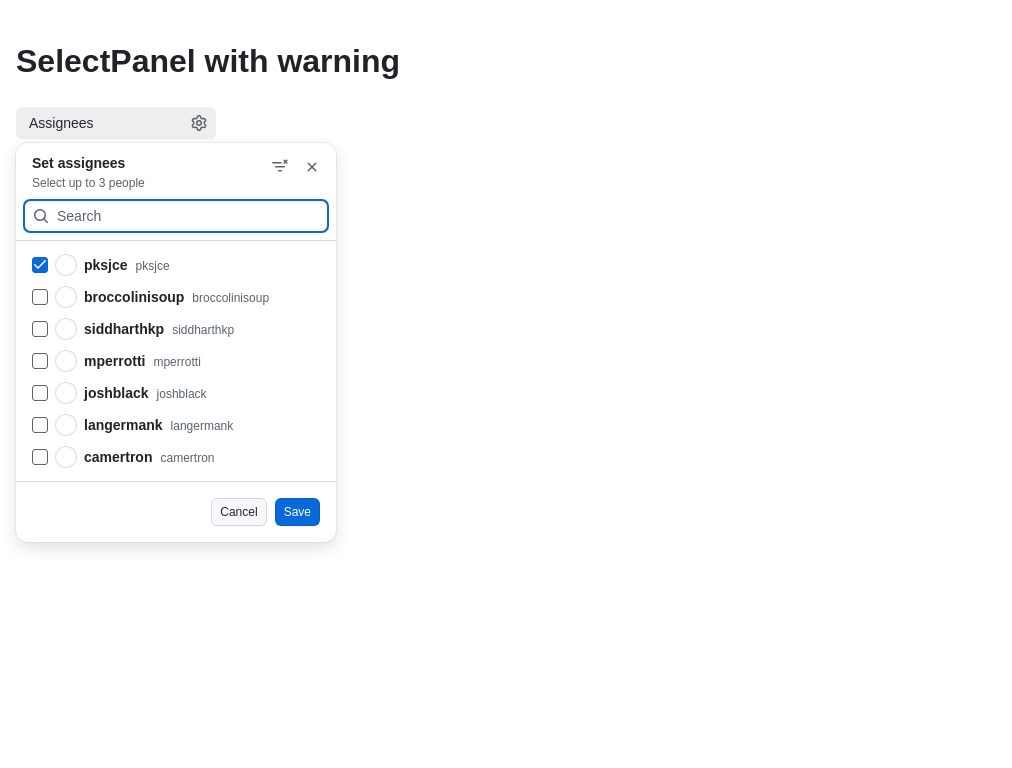 SelectPanel with warning
Assignees
Set assignees
Select up to 3 people
Search
pksjce pksjce
broccolinisoup broccolinisoup
siddharthkp siddharthkp
mperrotti mperrotti
joshblack joshblack
langermank langermank
camertron camertron
Cancel Save